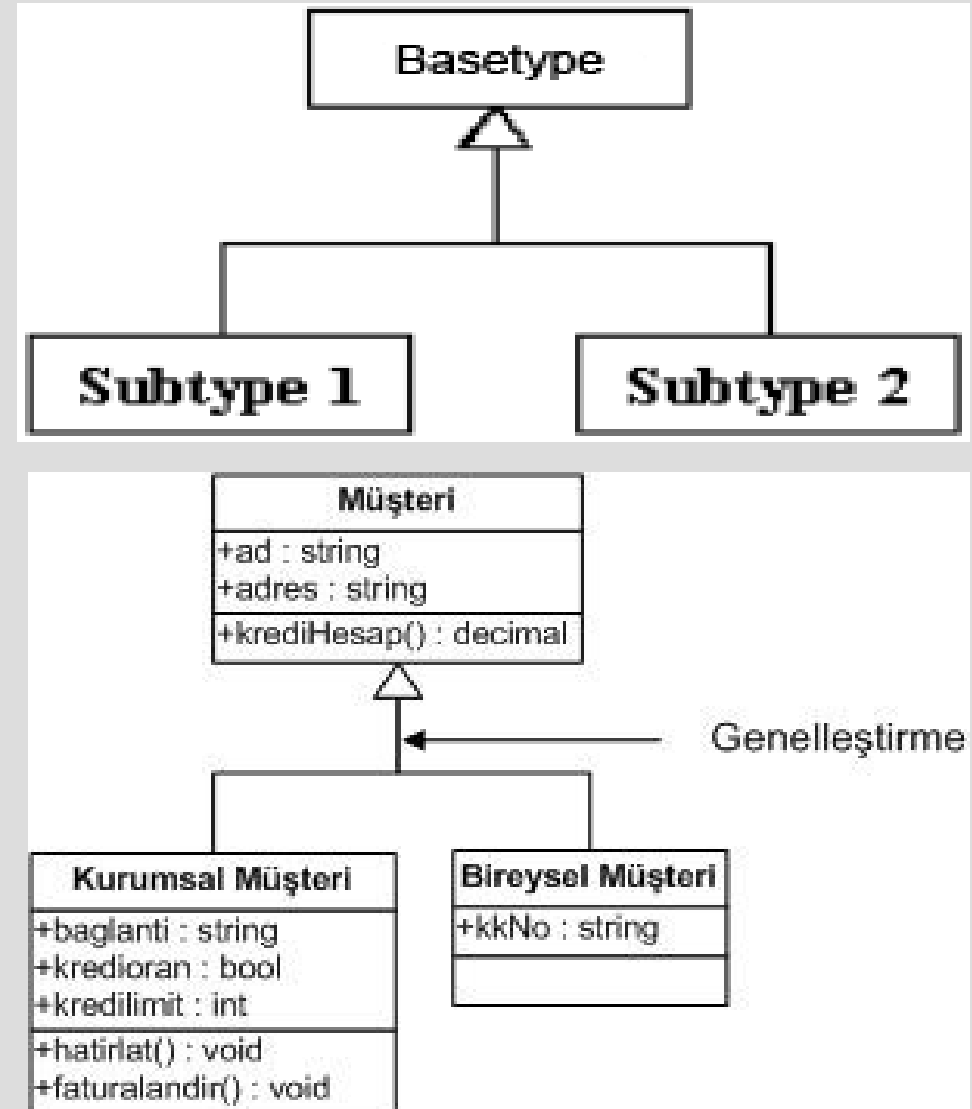 Basetype
Subtype 1
Subtype 2
Müşteri
+ad : string
+adres : string
+krediHesap() : decimal
Genelleştirme
Kurumsal Müşteri
+baglanti : string
+kredioran : bool
+kredilimit : int
+hatirlat() : void
+faturalandir() : void
Bireysel Müşteri
+kkNo : string